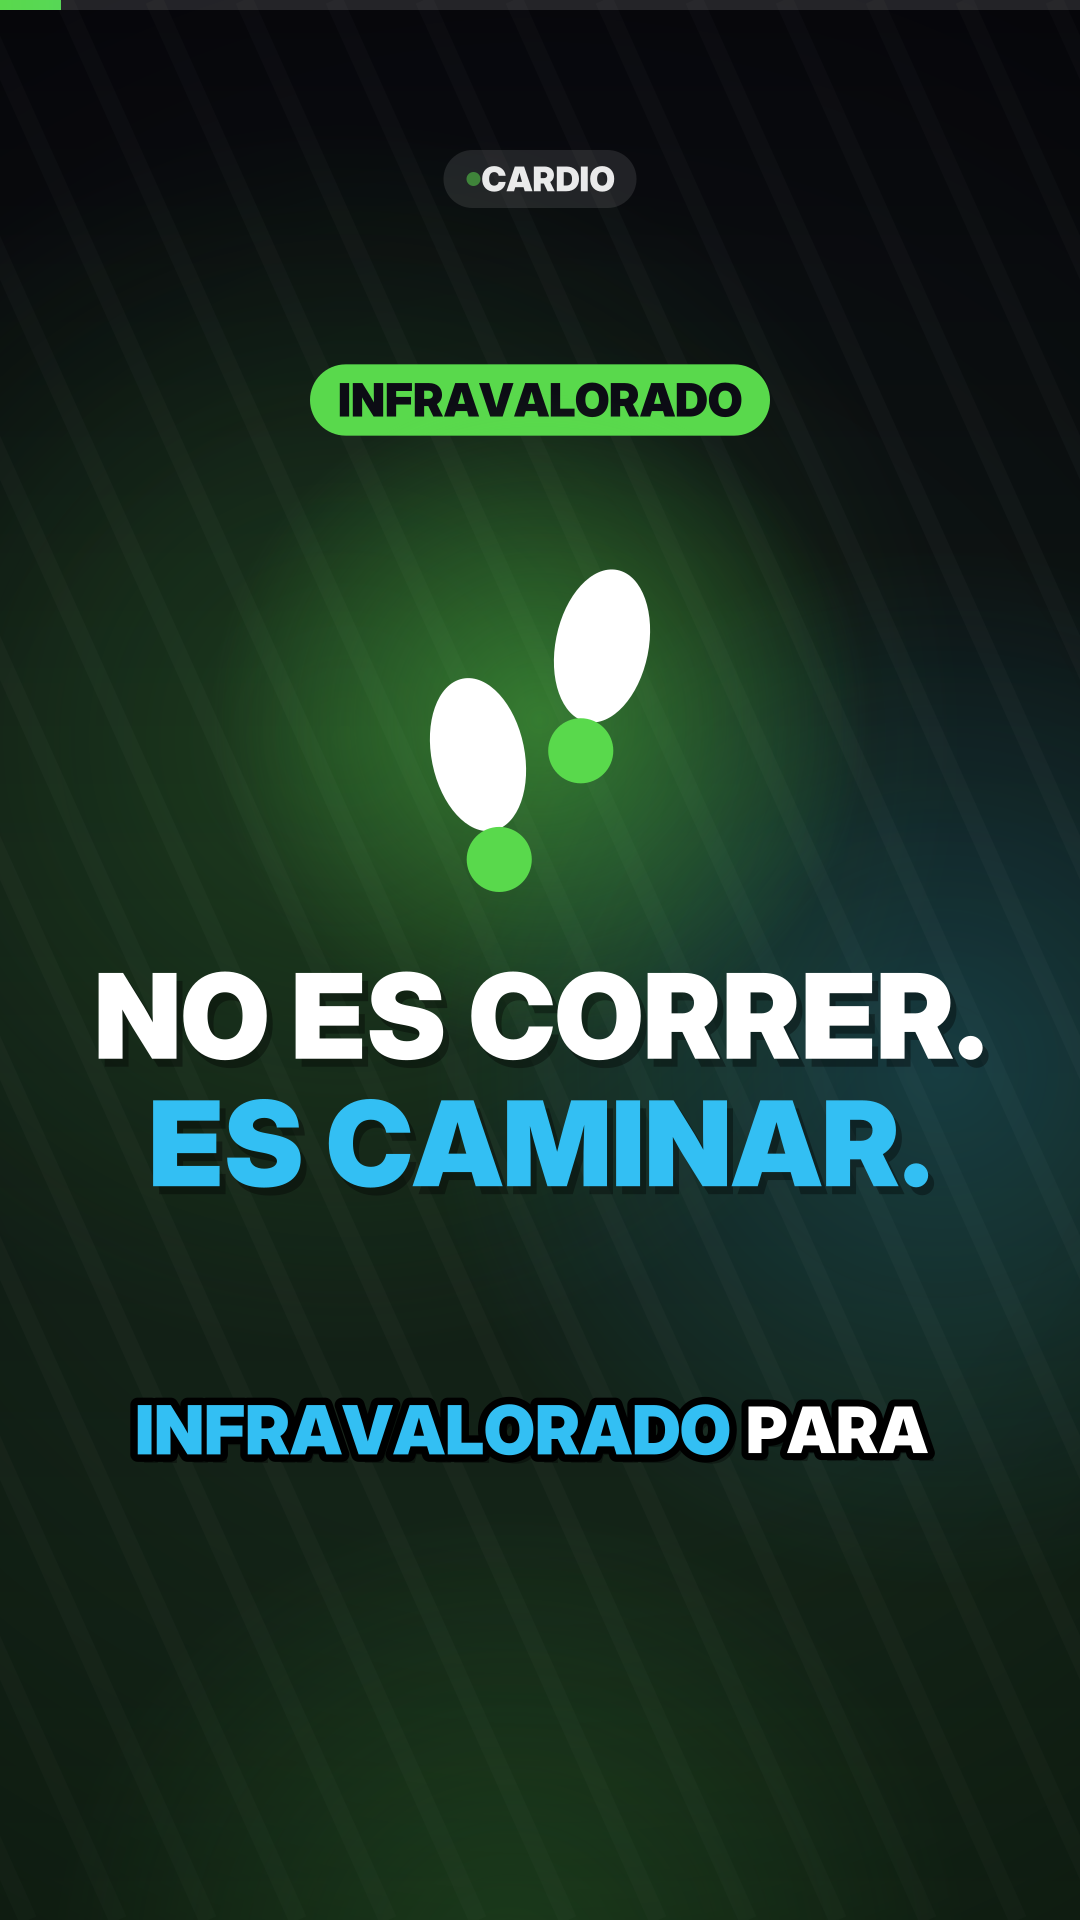 CARDIO
INFRAVALORADO
NO ES CORRER.
ES CAMINAR.
INFRAVALORADO PARA